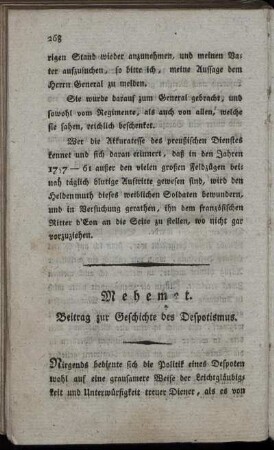 268
rigen Stand wieder anzunehmen, und meinen Va-
ter aufzusuchen, so bitte ich, meine Aussage dem
Herrn General zu melden.
Sie wurde darauf zum General gebracht, und
sowohl vom Regimente, als auch von allen, welche
sie sahen, reichlich beschenkt.
Wer die Akkuratesse des preußischen Dienstes
kennet und sich daran erinnert, daß in den Jahren
17;7 — 61 außer den vielen großen Feldzügen bei-
nah täglich blutige Auftritte gewesen sind, wird den
Heldenmuth dieses weiblichen Soldaten bewundern,
und in Versuchung gerathen, ihn dem französischen
Ritter d'Eon an die Seite zu stellen, wo nicht gar
vorzuziehen.
Mehemet.
Beitrag zur Geschichte des Despotismus.
Nirgends bediente sich die Politik eines Despoten
wohl auf eine grausamere Weise der Leichtgläubig-
keit und Unterwürfigkeit treuer Diener, als es von